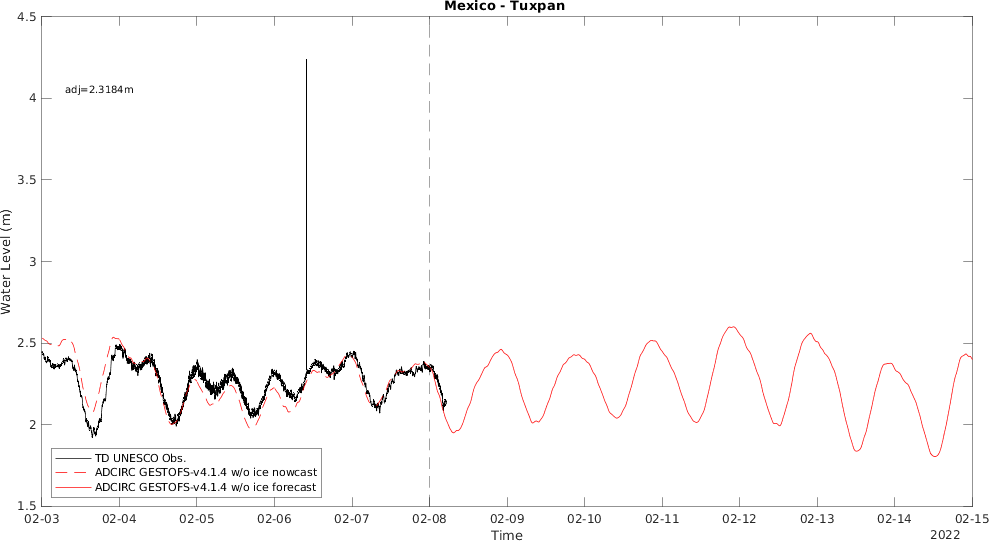 Mexico - Tuxpan
4.5
4
3.5
3
2.5
2
1.5
Water Level (m)
adj=2.3184m
TD UNESCO Obs.
ADCIRC GESTOFS-v4.1.4 w/o ice nowcast
ADCIRC GESTOFS-v4.1.4 w/o ice forecast
02-03 02-04 02-05 02-06 02-07 02-08 02-09 02-10 02-11 02-12 02-13 02-14 02-15
Time
2022